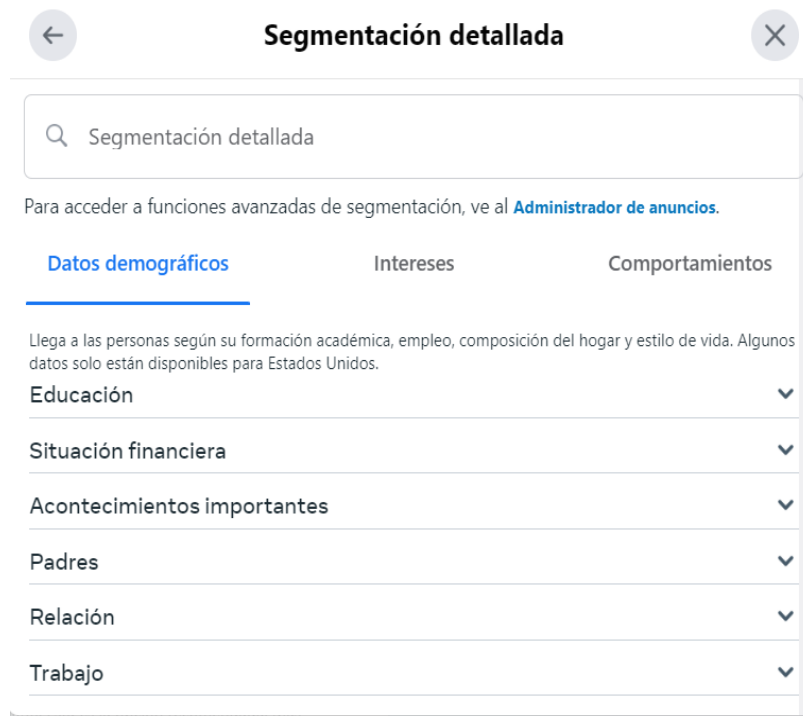 Segmentación detallada
Segmentación detallada
Para acceder a funciones avanzadas de segmentación, ve al Administrador de anuncios.
Datos demográficos Intereses Comportamientos
Llega a las personas según su formación académica, empleo, composición del hogar y estilo de vida. Algunos
datos solo están disponibles para Estados Unidos.
Educación
Situación financiera
Acontecimientos importantes
Padres
Relación
Trabajo